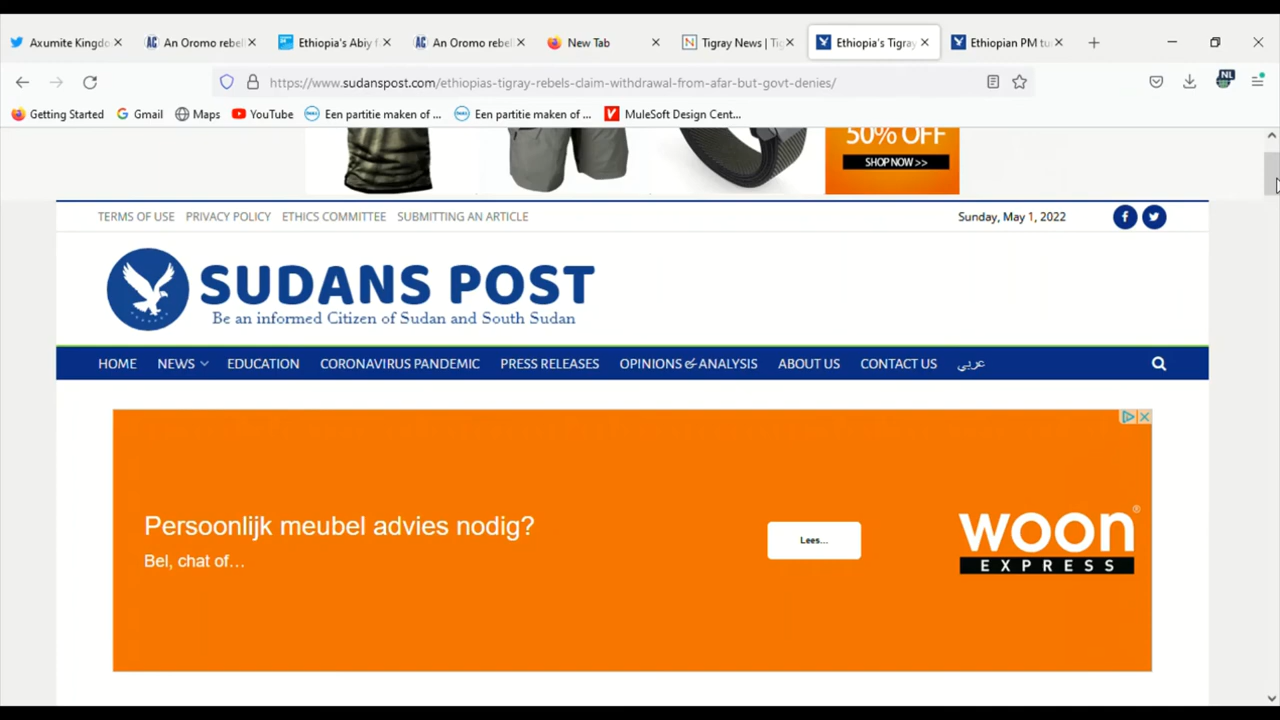 Axumite Kingdo
An Oromo rebel
Ethiopia's Abiy f
An Oromo rebel
New Tab
Tigray News | Tig
Ethiopia's Tigray
Ethiopian PM tu
https://www.sudanspost.com/ethiopias-tigray-rebels-claim-withdrawal-from-afar-but-govt-denies/
NL
Getting Started
Gmail
Maps
YouTube
Een partitie maken of ...
Een partitie maken of ...
MuleSoft Design Cent...
50% OFF
SHOP NOW >>
TERMS OF USE PRIVACY POLICY ETHICS COMMITTEE SUBMITTING AN ARTICLE
Sunday, May 1, 2022
SUDANS POST
Be an informed Citizen of Sudan and South Sudan
HOME NEWS EDUCATION CORONAVIRUS PANDEMIC PRESS RELEASES OPINIONS & ANALYSIS ABOUT US CONTACT US عربي
Persoonlijk meubel advies nodig?
Bel, chat of...
Lees...
woon®
EXPRESS